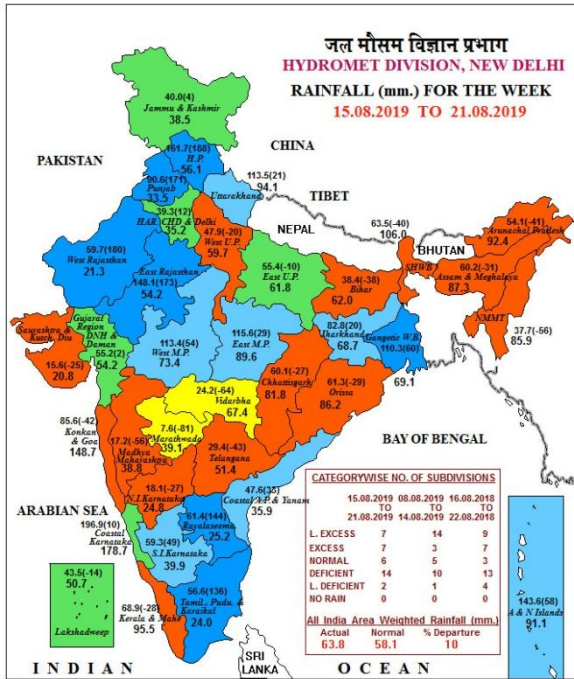 जल मौसम विज्ञान प्रभाग
HYDROMET DIVISION, NEW DELHI
RAINFALL (mm.) FOR THE WEEK
15.08.2019 TO 21.08.2019
40.0(4)
Jammu & Kashmir
38.5
CHINA
161.7(188)
H.P.
56.1
PAKISTAN
90.6(171)
Punjab
33.5
113.5(21)
94.1
Uttarakhand
TIBET
39.3(12)
HAR. CHD & Delhi
35.2
47.9(-20)
West U.P.
59.7
NEPAL
63.5(-40)
106.0
SHWB
BHUTAN
54.1(-41)
Arunachal Pradesh
92.4
59.7(180)
West Rajasthan
21.3
East Rajasthan
148.1(173)
54.2
55.4(-10)
East U.P.
61.8
38.4(-38)
Bihar
62.0
60.2(-31)
Assam & Meghalaya
87.3
NMMT
37.7(-56)
85.9
Gujarat
Region
DNH &
Daman
55.2(2)
54.2
Saurashtra &
Kutch, Diu
15.6(-25)
20.8
113.4(54)
West M.P.
73.4
115.6(29)
East M.P.
89.6
82.8(20)
Jharkhand
68.7
Gangetic W.B.
110.3(60)
69.1
24.2(-64)
Vidarbha
67.4
60.1(-27)
Chhattisgarh
81.8
61.3(-29)
Orissa
86.2
85.6(-42)
Konkan
& Goa
148.7
7.6(-81)
Marathwada
39.1
17.2(-56)
Madhya
Maharashtra
38.8
29.4(-43)
Telangana
51.4
BAY OF BENGAL
18.1(-27)
N.I.Karnataka
24.8
47.6(33)
Coastal A.P. & Yanam
35.9
ARABIAN SEA
196.9(10)
Coastal
Karnataka
178.7
61.4(144)
Rayalaseema
25.2
59.3(49)
S.I.Karnataka
39.9
43.5(-14)
50.7
Lakshadweep
68.9(-28)
Kerala & Mahe
95.5
56.6(136)
Tamil., Pudu. &
Karaikal
24.0
143.6(58)
A & N Islands
91.1
CATEGORYWISE NO. OF SUBDIVISIONS
15.08.2019 08.08.2019 16.08.2018
TO TO TO
21.08.2019 14.08.2019 22.08.2018
L. EXCESS 7 14 9
EXCESS 7 3 7
NORMAL 6 5 3
DEFICIENT 14 10 13
L. DEFICIENT 2 1 4
NO RAIN 0 0 0
All India Area Weighted Rainfall (mm.)
Actual Normal % Departure
63.8 58.1 10
SRI
LANKA
INDIAN OCEAN